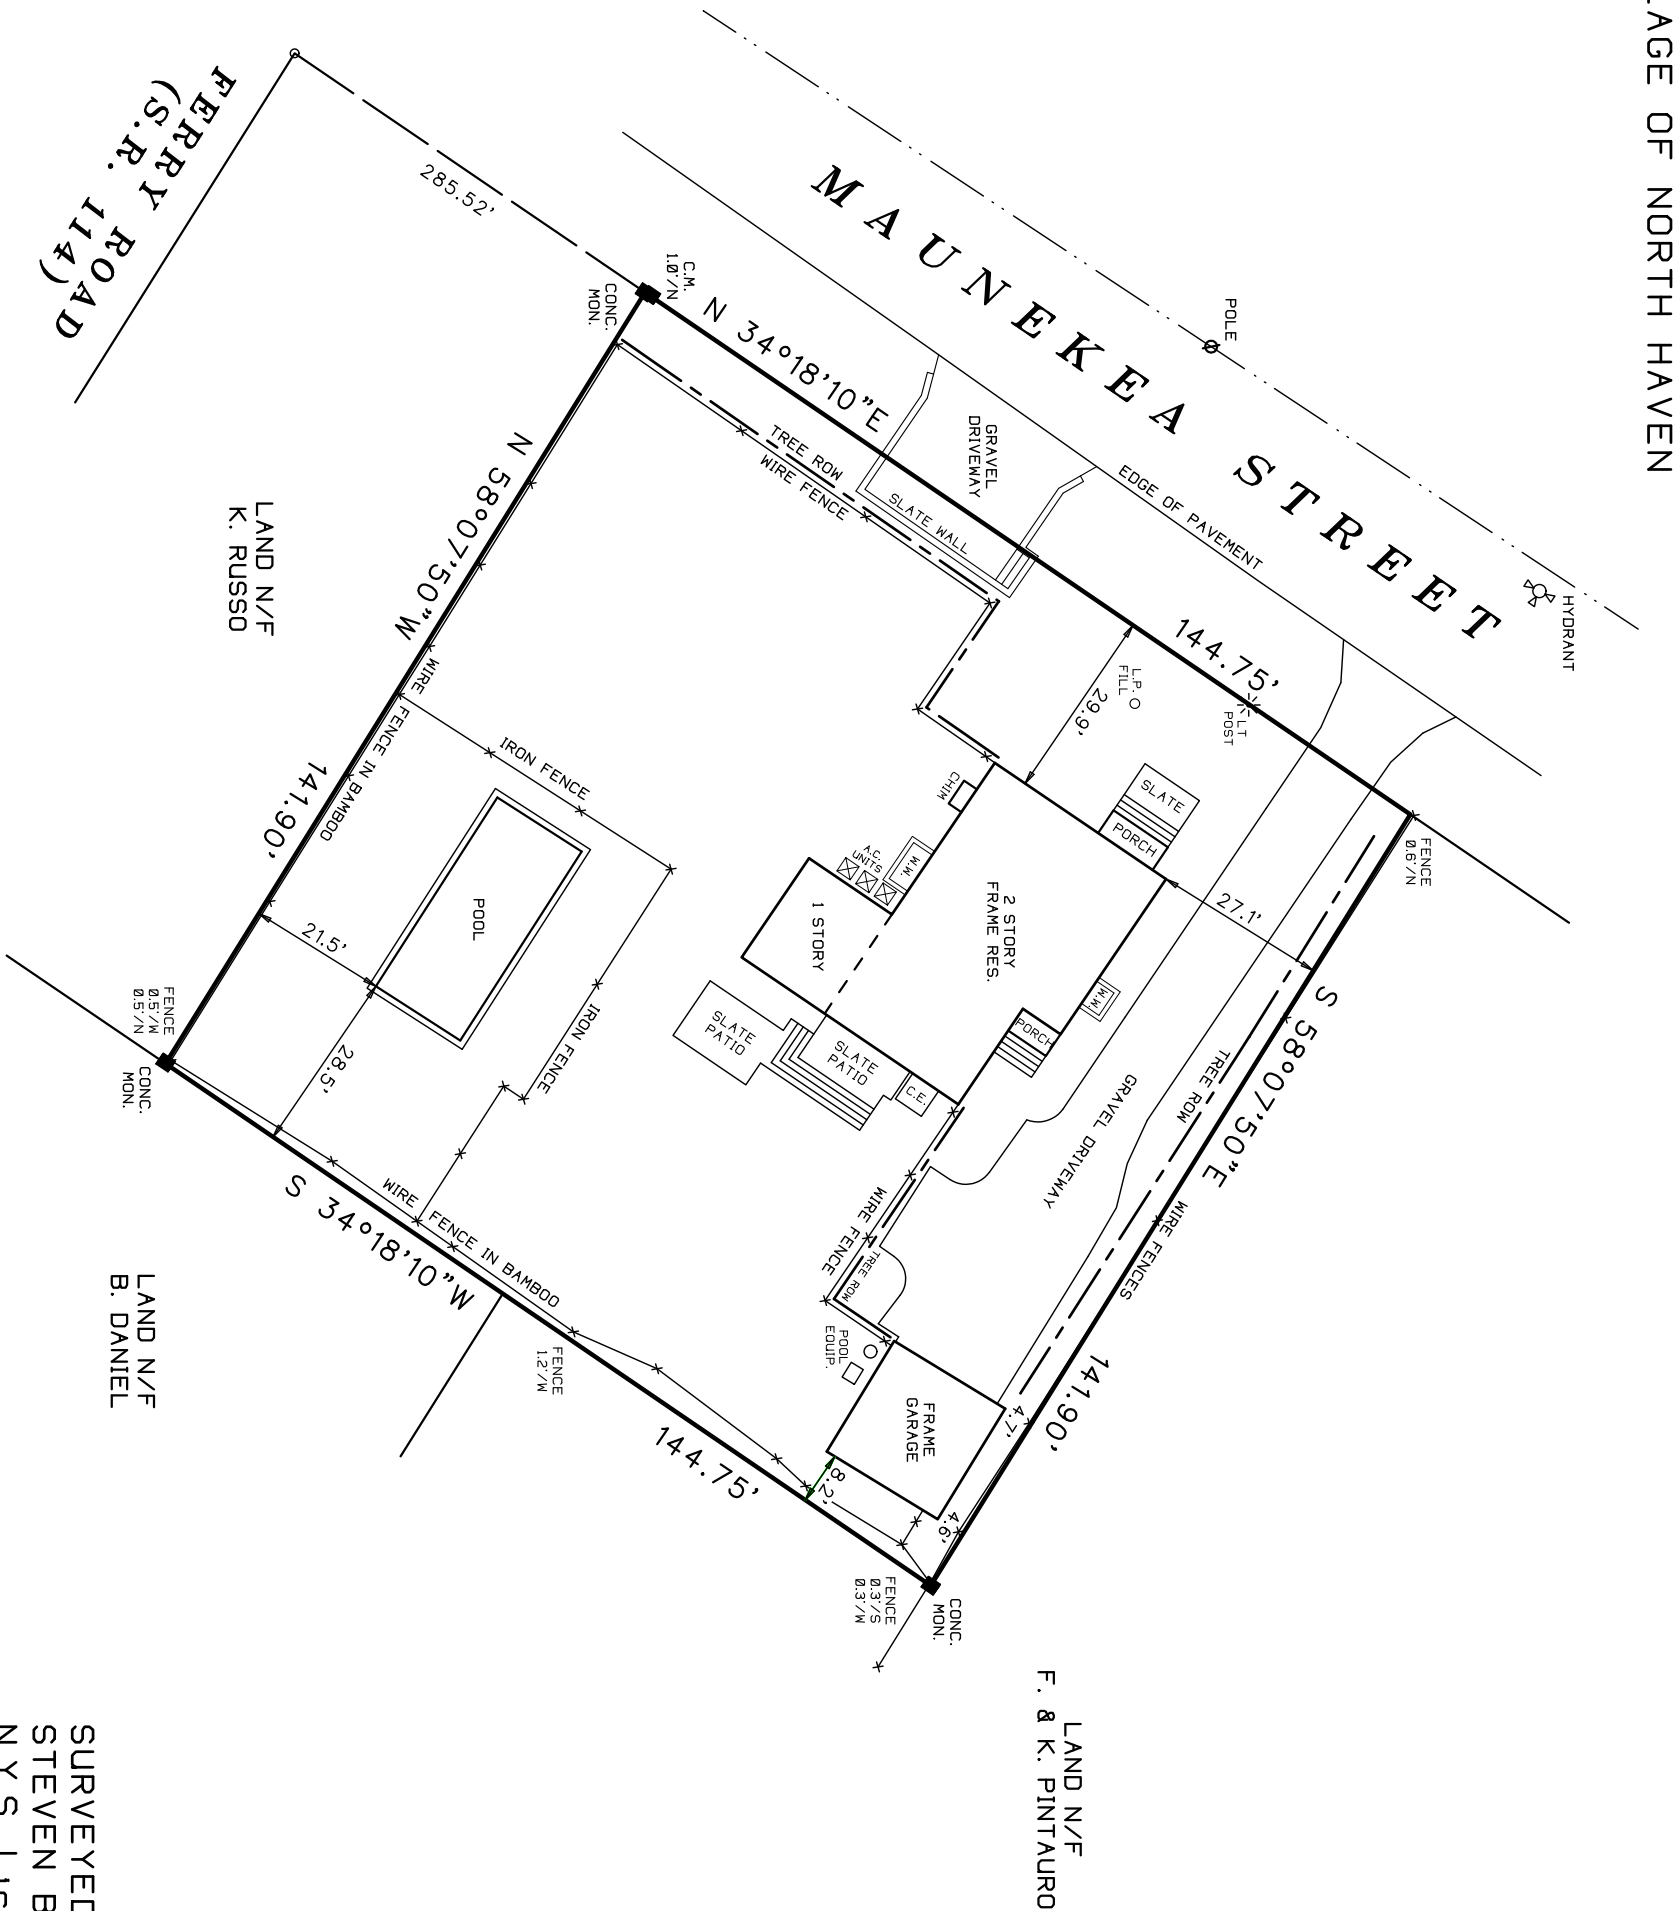 LAGE OF NORTH HAVEN
MAUNEKEA STREET
POLE
HYDRANT
EDGE OF PAVEMENT
FERRY ROAD
(S.R. 114)
285.52'
C.M.
1.0'/N
CONC.
MON.
N 34°18'10"E
144.75'
GRAVEL
DRIVEWAY
SLATE WALL
TREE ROW
WIRE FENCE
L.P.
FILL
LT
POST
29.9'
SLATE
PORCH
CHIM
W.W.
A.C.
UNITS
2 STORY
FRAME RES.
1 STORY
27.1'
W.W.
PORCH
SLATE
PATIO
SLATE
PATIO
C.E.
FENCE
0.6'/N
S 58°07'50"E
141.90'
TREE ROW
WIRE FENCES
GRAVEL DRIVEWAY
WIRE FENCE
TREE ROW
POOL
EQUIP.
FRAME
GARAGE
4.7'
4.6'
8.2'
CONC.
MON.
FENCE
0.3'/S
0.3'/W
LAND N/F
F. & K. PINTAURO
N 58°07'50"W
141.90'
WIRE FENCE IN BAMBOO
IRON FENCE
POOL
IRON FENCE
21.5'
28.5'
LAND N/F
K. RUSSO
FENCE
0.5'/W
0.5'/N
CONC.
MON.
S 34°18'10"W
144.75'
WIRE FENCE IN BAMBOO
FENCE
1.2'/W
LAND N/F
B. DANIEL
SURVEYED
STEVEN B